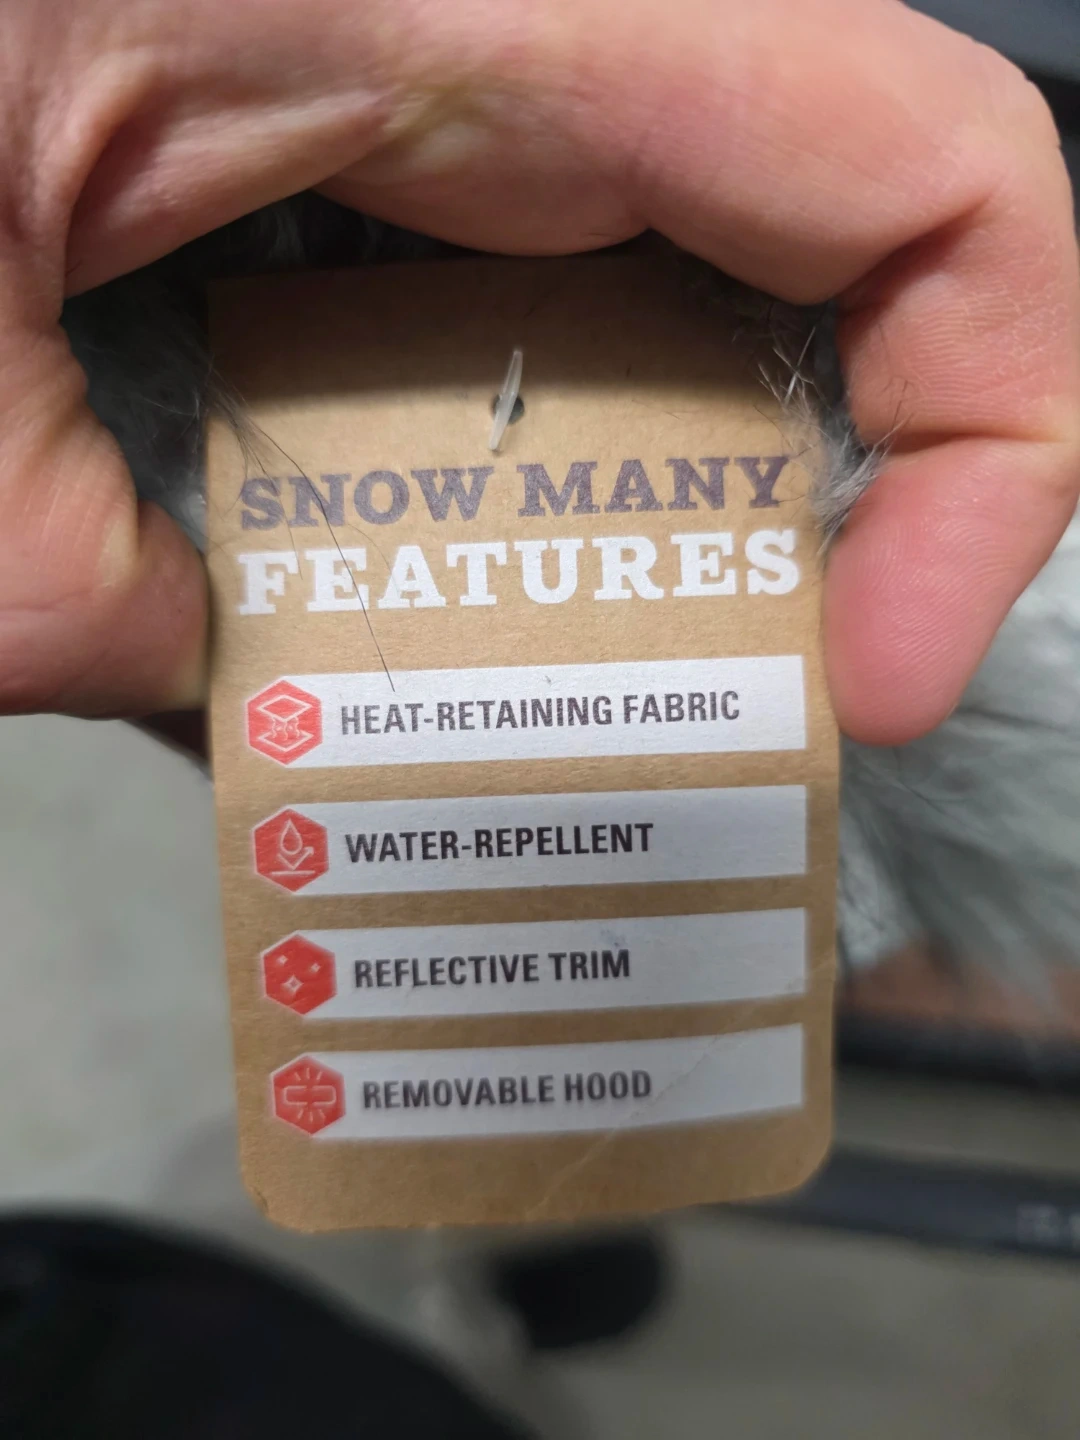 SNOW MANY
FEATURES
HEAT-RETAINING FABRIC
WATER-REPELLENT
REFLECTIVE TRIM
REMOVABLE HOOD